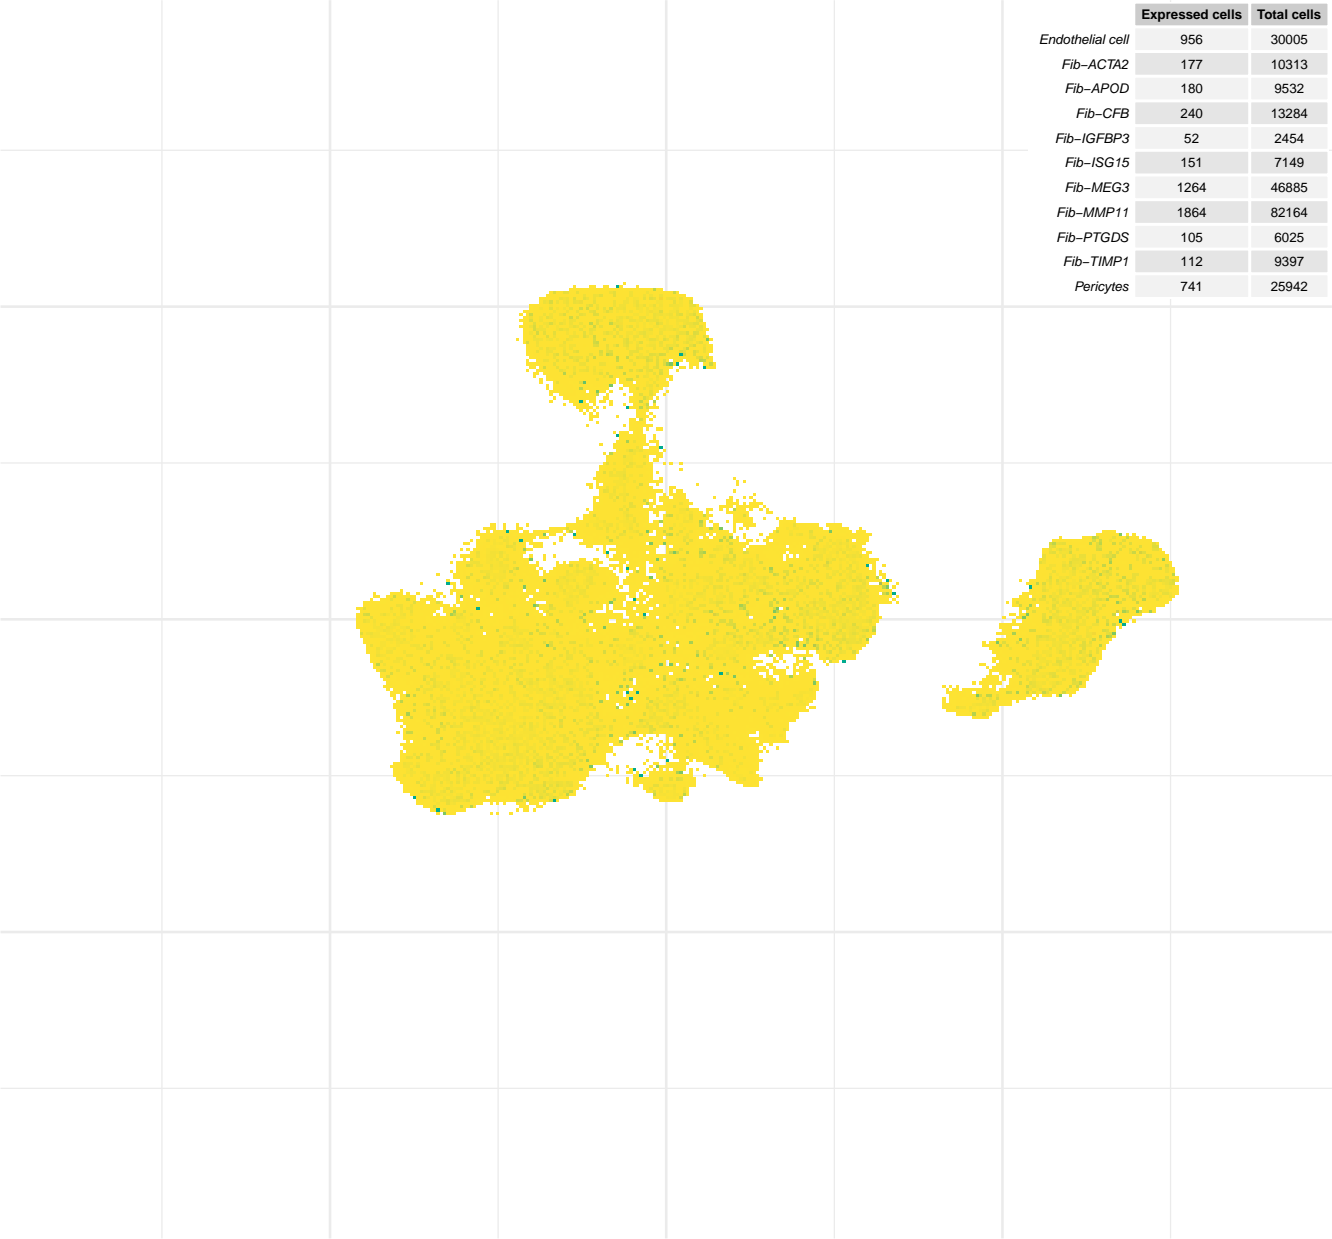 Expressed cells Total cells
Endothelial cell 956 30005
Fib−ACTA2 177 10313
Fib−APOD 180 9532
Fib−CFB 240 13284
Fib−IGFBP3 52 2454
Fib−ISG15 151 7149
Fib−MEG3 1264 46885
Fib−MMP11 1864 82164
Fib−PTGDS 105 6025
Fib−TIMP1 112 9397
Pericytes 741 25942